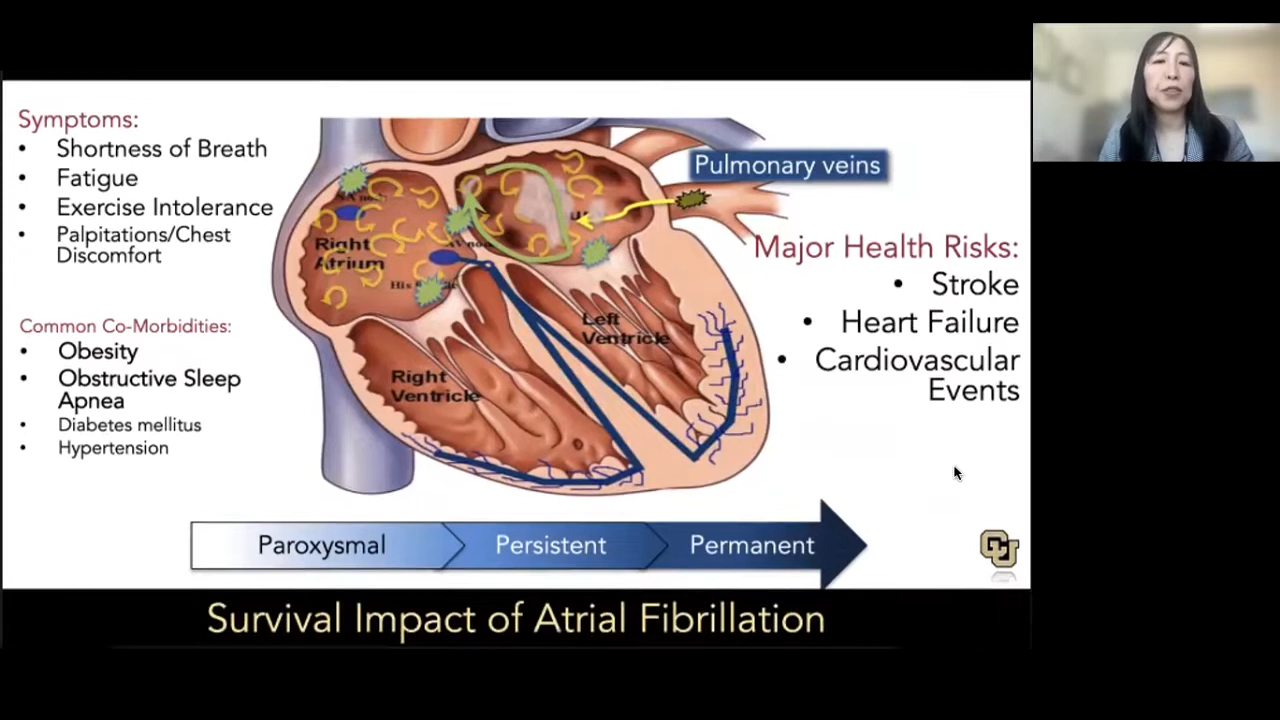 Symptoms:
• Shortness of Breath
• Fatigue
• Exercise Intolerance
• Palpitations/Chest
Discomfort
Common Co-Morbidities:
• Obesity
• Obstructive Sleep
Apnea
• Diabetes mellitus
• Hypertension
Right
Atrium
His
Left
Ventricle
Right
Ventricle
Pulmonary veins
Major Health Risks:
• Stroke
• Heart Failure
• Cardiovascular
Events
Paroxysmal
Persistent
Permanent
CU
Survival Impact of Atrial Fibrillation